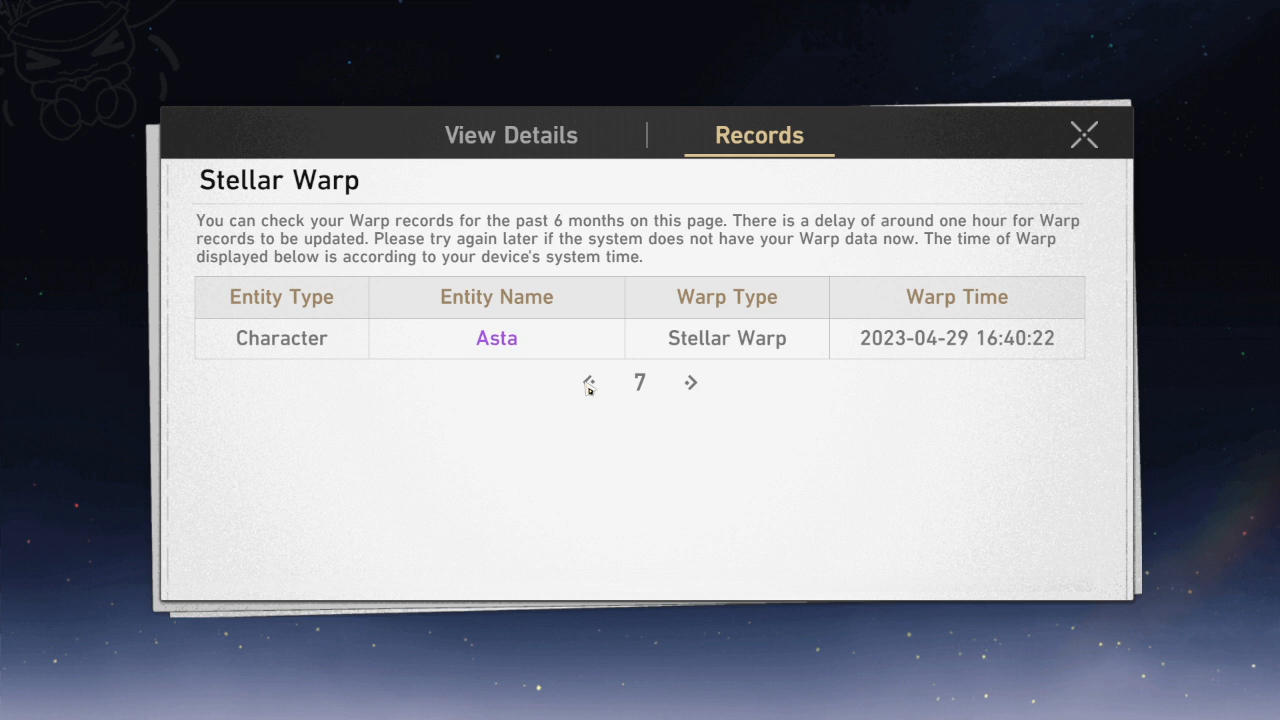 View Details
Records
Stellar Warp
You can check your Warp records for the past 6 months on this page. There is a delay of around one hour for Warp
records to be updated. Please try again later if the system does not have your Warp data now. The time of Warp
displayed below is according to your device's system time.
Entity Type Entity Name Warp Type Warp Time
Character Asta Stellar Warp 2023-04-29 16:40:22
7